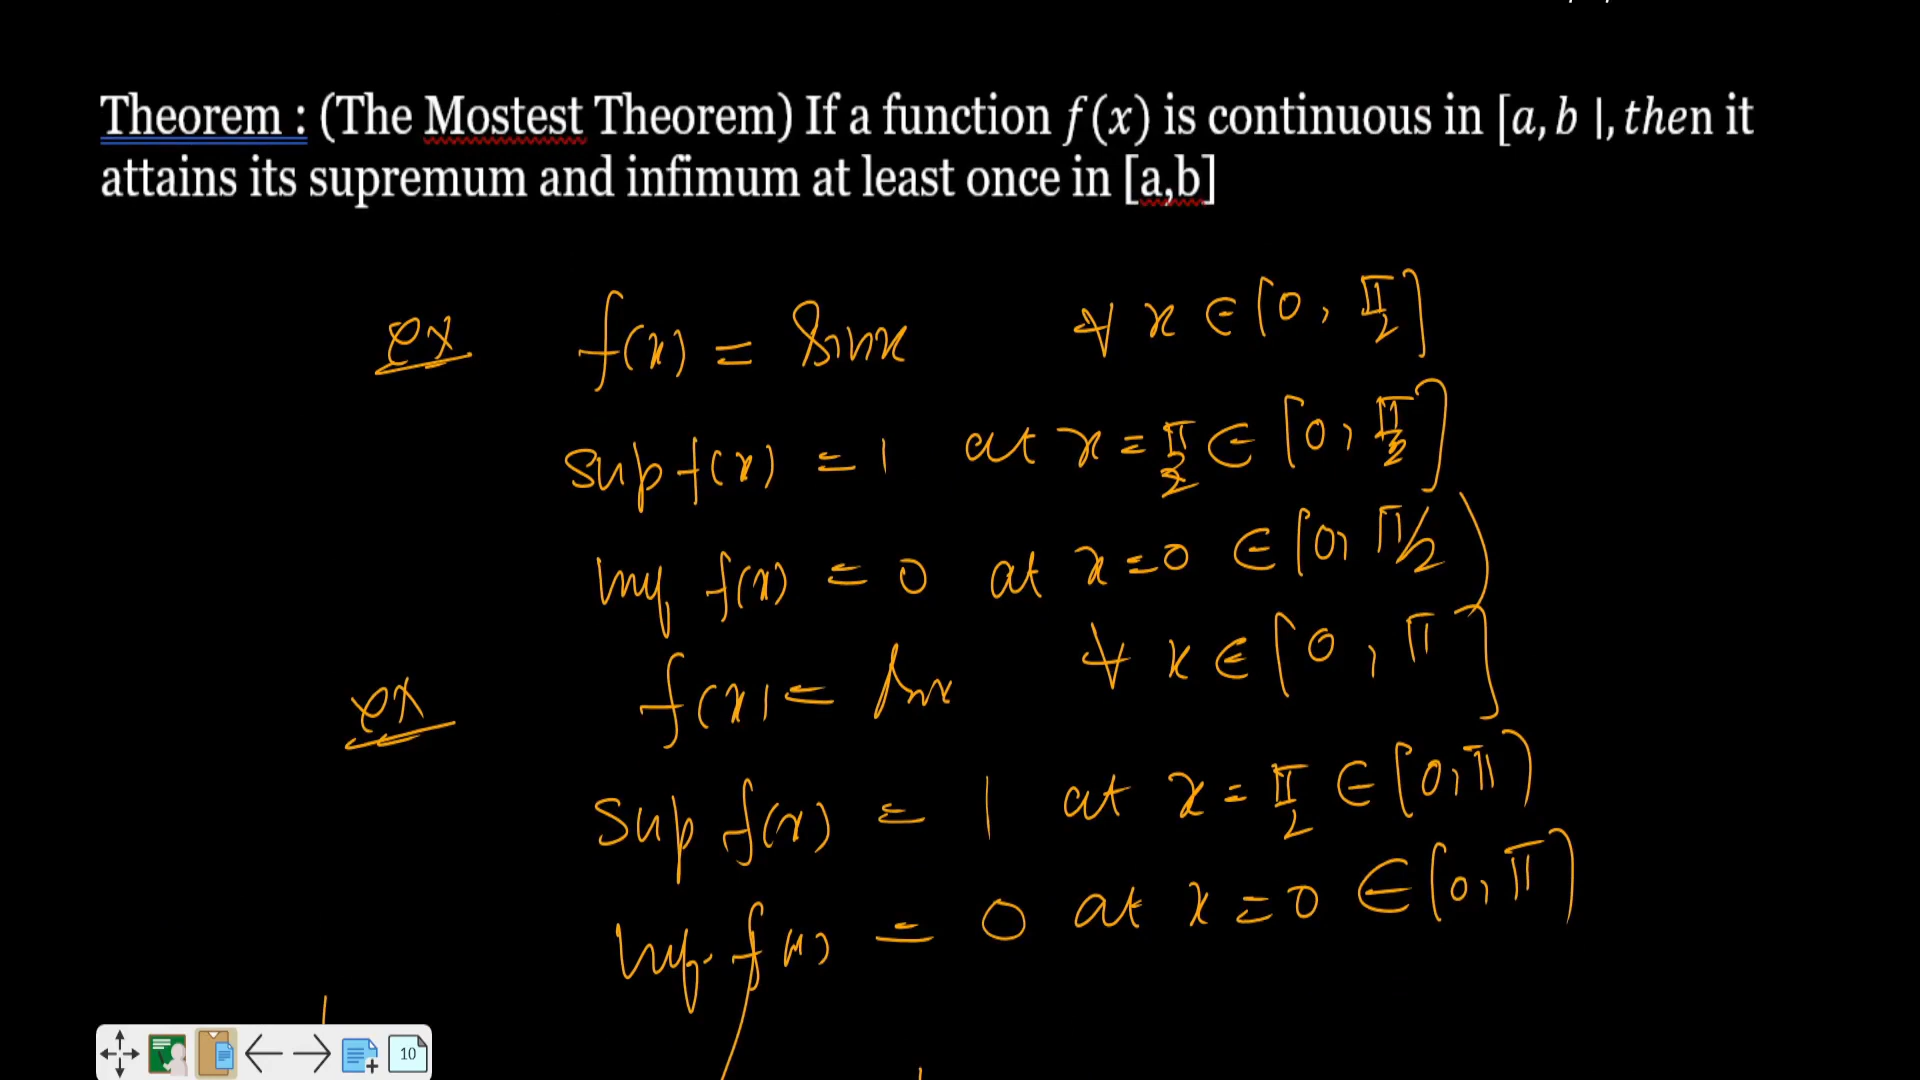 Theorem : (The Mostest Theorem) If a function f(x) is continuous in [a, b ], then it
attains its supremum and infimum at least once in [a,b]
ex f(x) = sinx ∀ x ∈ [0, π/2]
sup f(x) = 1 at x = π/2 ∈ [0, π/2]
inf f(x) = 0 at x=0 ∈ [0, π/2]
ex f(x) = sinx ∀ x ∈ [0, π]
sup f(x) = 1 at x = π/2 ∈ [0, π]
inf. f(x) = 0 at x=0 ∈ [0, π]
10